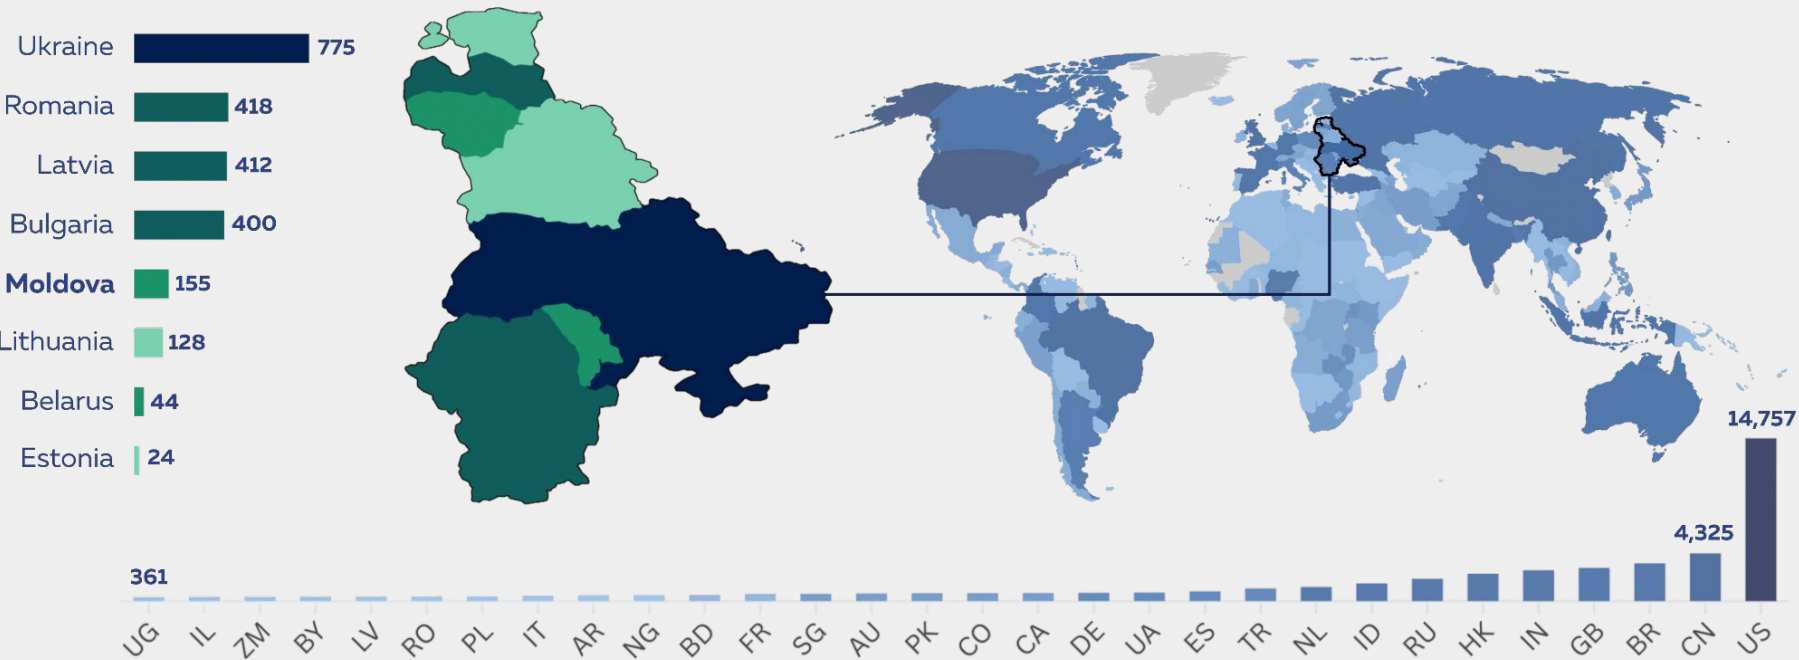 Ukraine 775
Romania 418
Latvia 412
Bulgaria 400
Moldova 155
Lithuania 128
Belarus 44
Estonia 24
14,757
4,325
361
UG IL ZM BY LV RO PL IT AR NG BD FR SG AU PK CO CA DE UA ES TR NL ID RU HK IN GB BR CN US